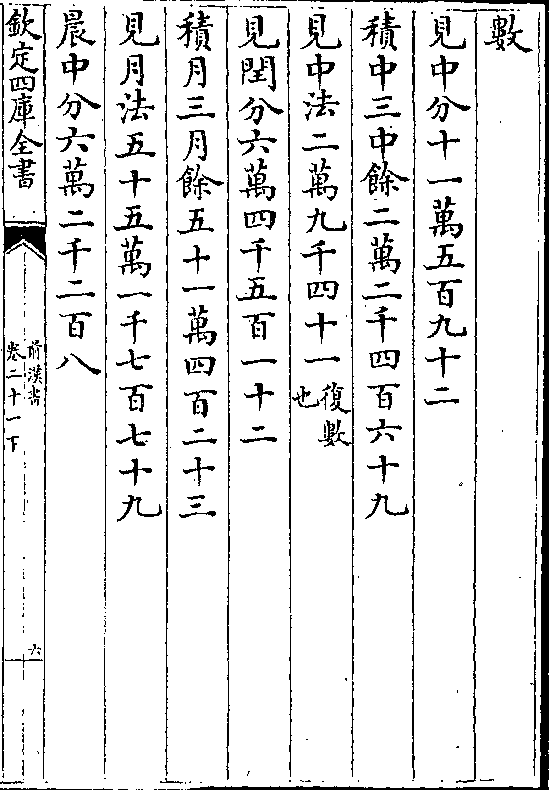 數
見中分十一萬五百九十二
積中三中餘二萬二千四百六十九
見中法二萬九千四十一復數也
見閏分六萬四千五百一十二
積月三月餘五十一萬四百二十三
見月法五十五萬一千七百七十九
晨中分六萬二千二百八
欽定四庫全書
前漢書
卷二十一下
六